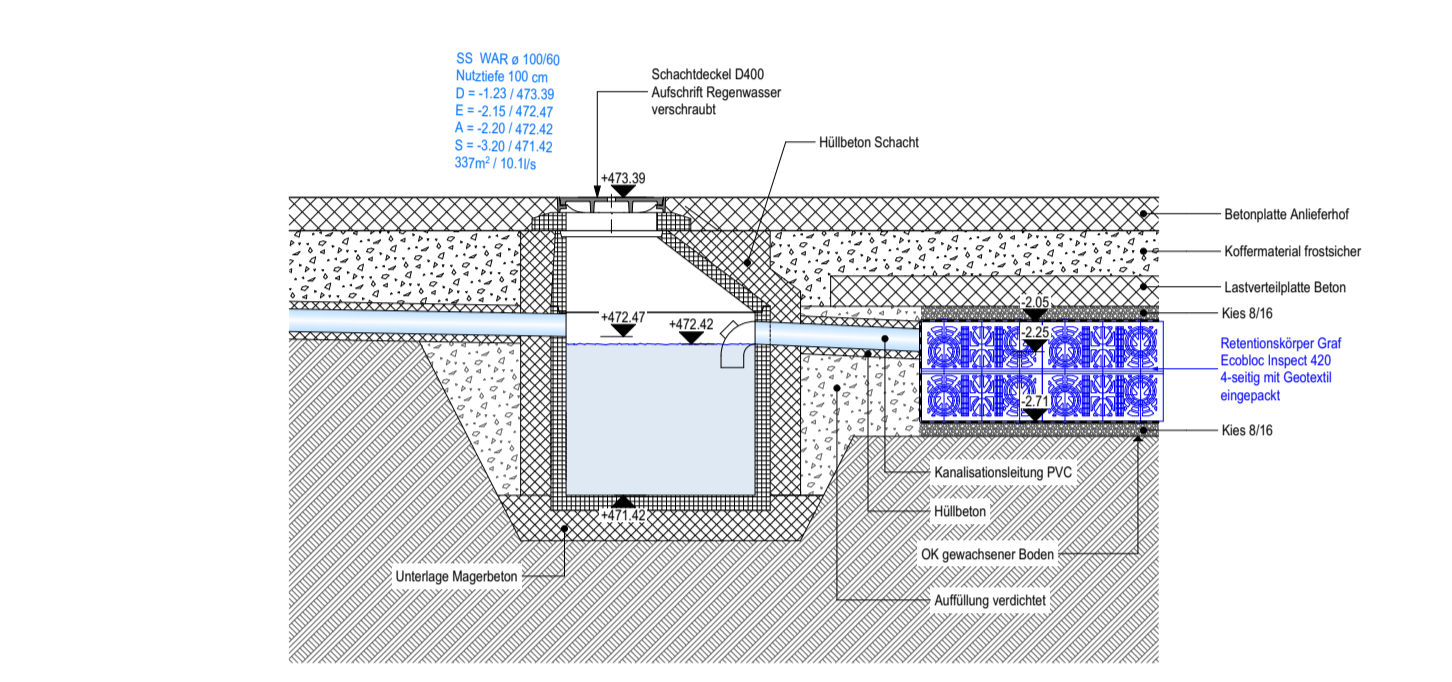 SS WAR ø 100/60
Nutztiefe 100 cm
D = -1.23 / 473.39
E = -2.15 / 472.47
A = -2.20 / 472.42
S = -3.20 / 471.42
337m² / 10.1l/s
Schachtdeckel D400
Aufschrift Regenwasser
verschraubt
Hüllbeton Schacht
+473.39
Betonplatte Anlieferhof
Koffermaterial frostsicher
Lastverteilplatte Beton
Kies 8/16
-2.05
+472.47
+472.42
-2.25
Retentionskörper Graf
Ecobloc Inspect 420
4-seitig mit Geotextil
eingepackt
-2.71
Kies 8/16
Kanalisationsleitung PVC
Hüllbeton
+471.42
OK gewachsener Boden
Unterlage Magerbeton
Auffüllung verdichtet